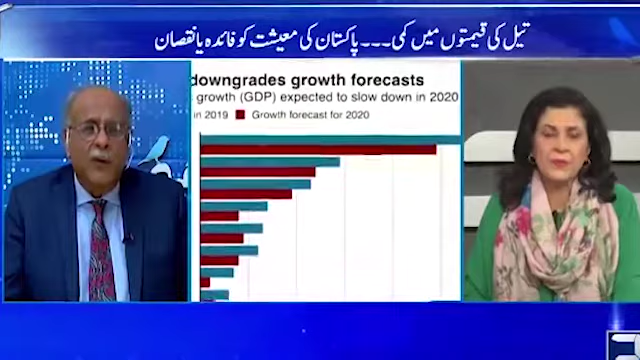 تیل کی قیمتوں میں کمی۔۔۔پاکستان کی معیشت کو فائدہ یا نقصان
downgrades growth forecasts
growth (GDP) expected to slow down in 2020
in 2019 Growth forecast for 2020